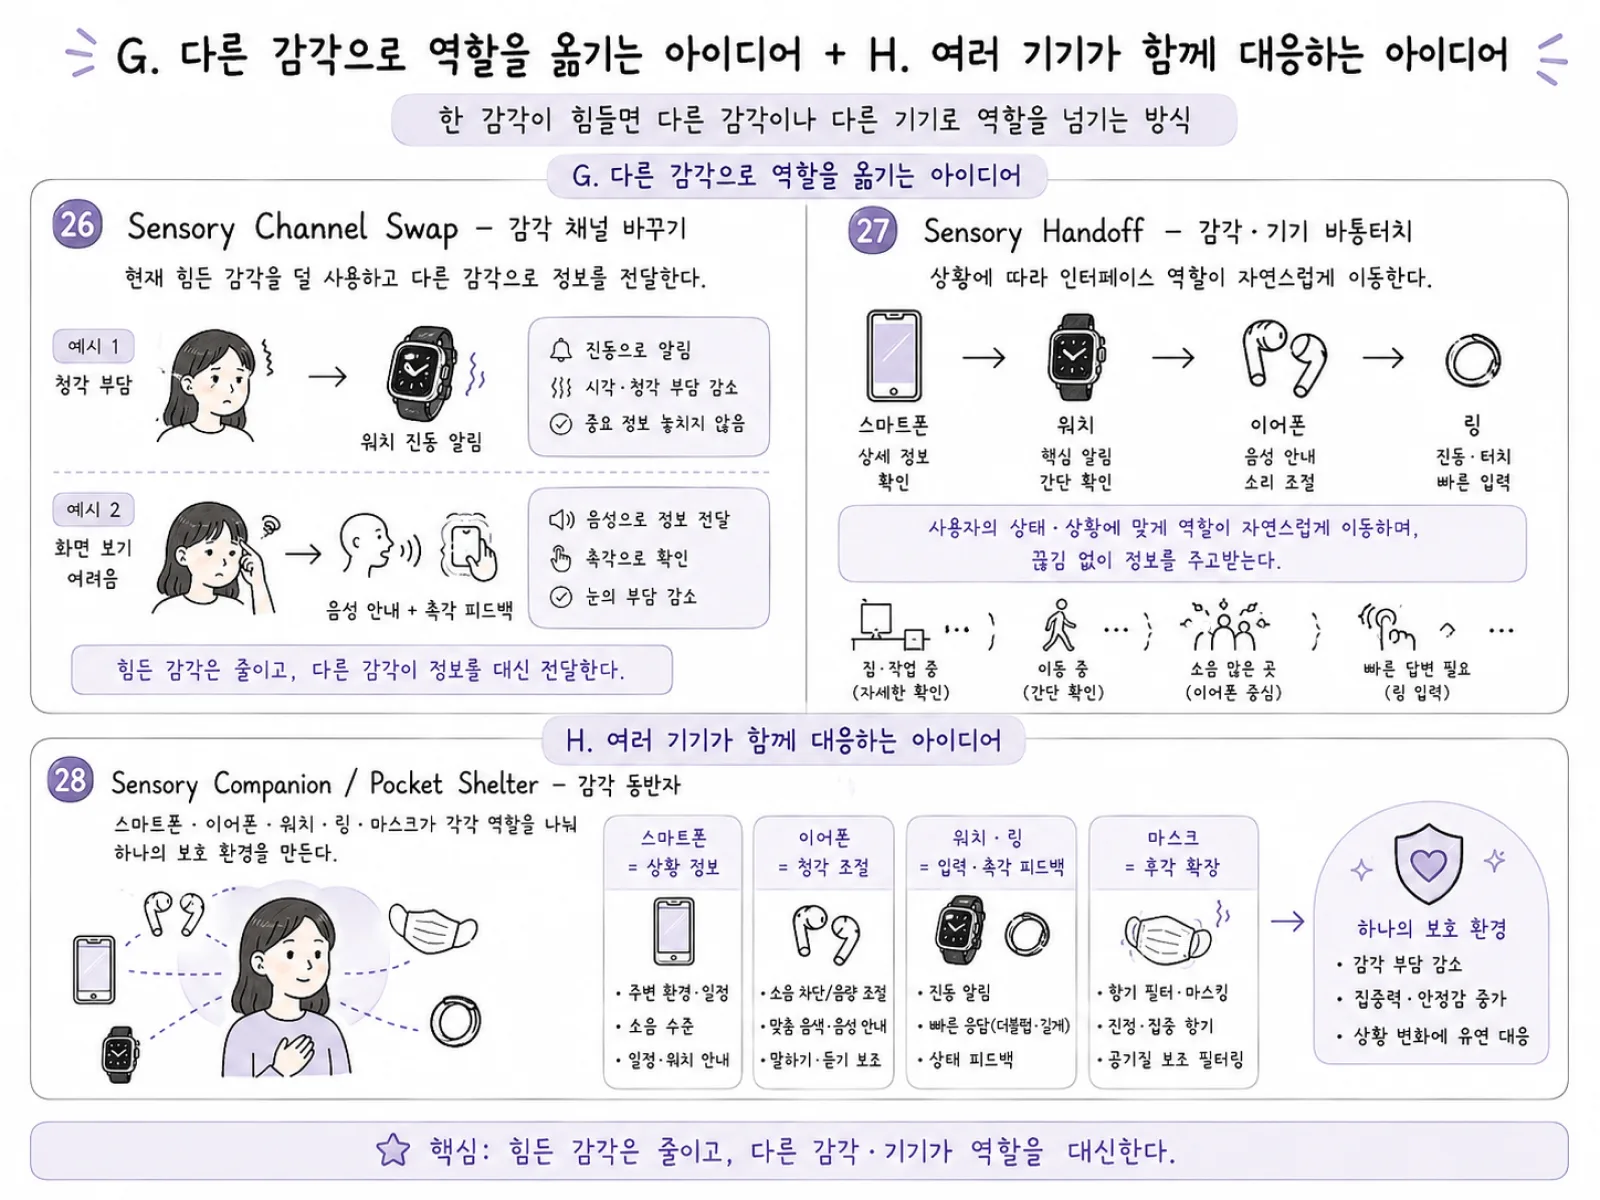 G. 다른 감각으로 역할을 옮기는 아이디어 + H. 여러 기기가 함께 대응하는 아이디어
한 감각이 힘들면 다른 감각이나 다른 기기로 역할을 넘기는 방식
G. 다른 감각으로 역할을 옮기는 아이디어
26 Sensory Channel Swap – 감각 채널 바꾸기
현재 힘든 감각을 덜 사용하고 다른 감각으로 정보를 전달한다.
예시 1
청각 부담
워치 진동 알림
진동으로 알림
시각·청각 부담 감소
중요 정보 놓치지 않음
예시 2
화면 보기
여려음
음성 안내 + 촉각 피드백
음성으로 정보 전달
촉각으로 확인
눈의 부담 감소
힘든 감각은 줄이고, 다른 감각이 정보를 대신 전달한다.
27 Sensory Handoff – 감각·기기 바통터치
상황에 따라 인터페이스 역할이 자연스럽게 이동한다.
스마트폰
상세 정보
확인
워치
핵심 알림
간단 확인
이어폰
음성 안내
소리 조절
링
진동·터치
빠른 입력
사용자의 상태·상황에 맞게 역할이 자연스럽게 이동하며,
끊김 없이 정보를 주고받는다.
집·작업 중
(자세한 확인)
이동 중
(간단 확인)
소음 많은 곳
(이어폰 중심)
빠른 답변 필요
(링 입력)
H. 여러 기기가 함께 대응하는 아이디어
28 Sensory Companion / Pocket Shelter – 감각 동반자
스마트폰·이어폰·워치·링·마스크가 각각 역할을 나눠
하나의 보호 환경을 만든다.
스마트폰
= 상황 정보
• 주변 환경·일정
• 소음 수준
• 일정·워치 안내
이어폰
= 청각 조절
• 소음 차단/음량 조절
• 맞춤 음색·음성 안내
• 말하기·듣기 보조
워치·링
= 입력·촉각 피드백
• 진동 알림
• 빠른 응답(더블탭·길게)
• 상태 피드백
마스크
= 후각 확장
• 향기 필터·마스킹
• 진정·집중 향기
• 공기질 보조 필터링
하나의 보호 환경
• 감각 부담 감소
• 집중력·안정감 증가
• 상황 변화에 유연 대응
핵심: 힘든 감각은 줄이고, 다른 감각·기기가 역할을 대신한다.